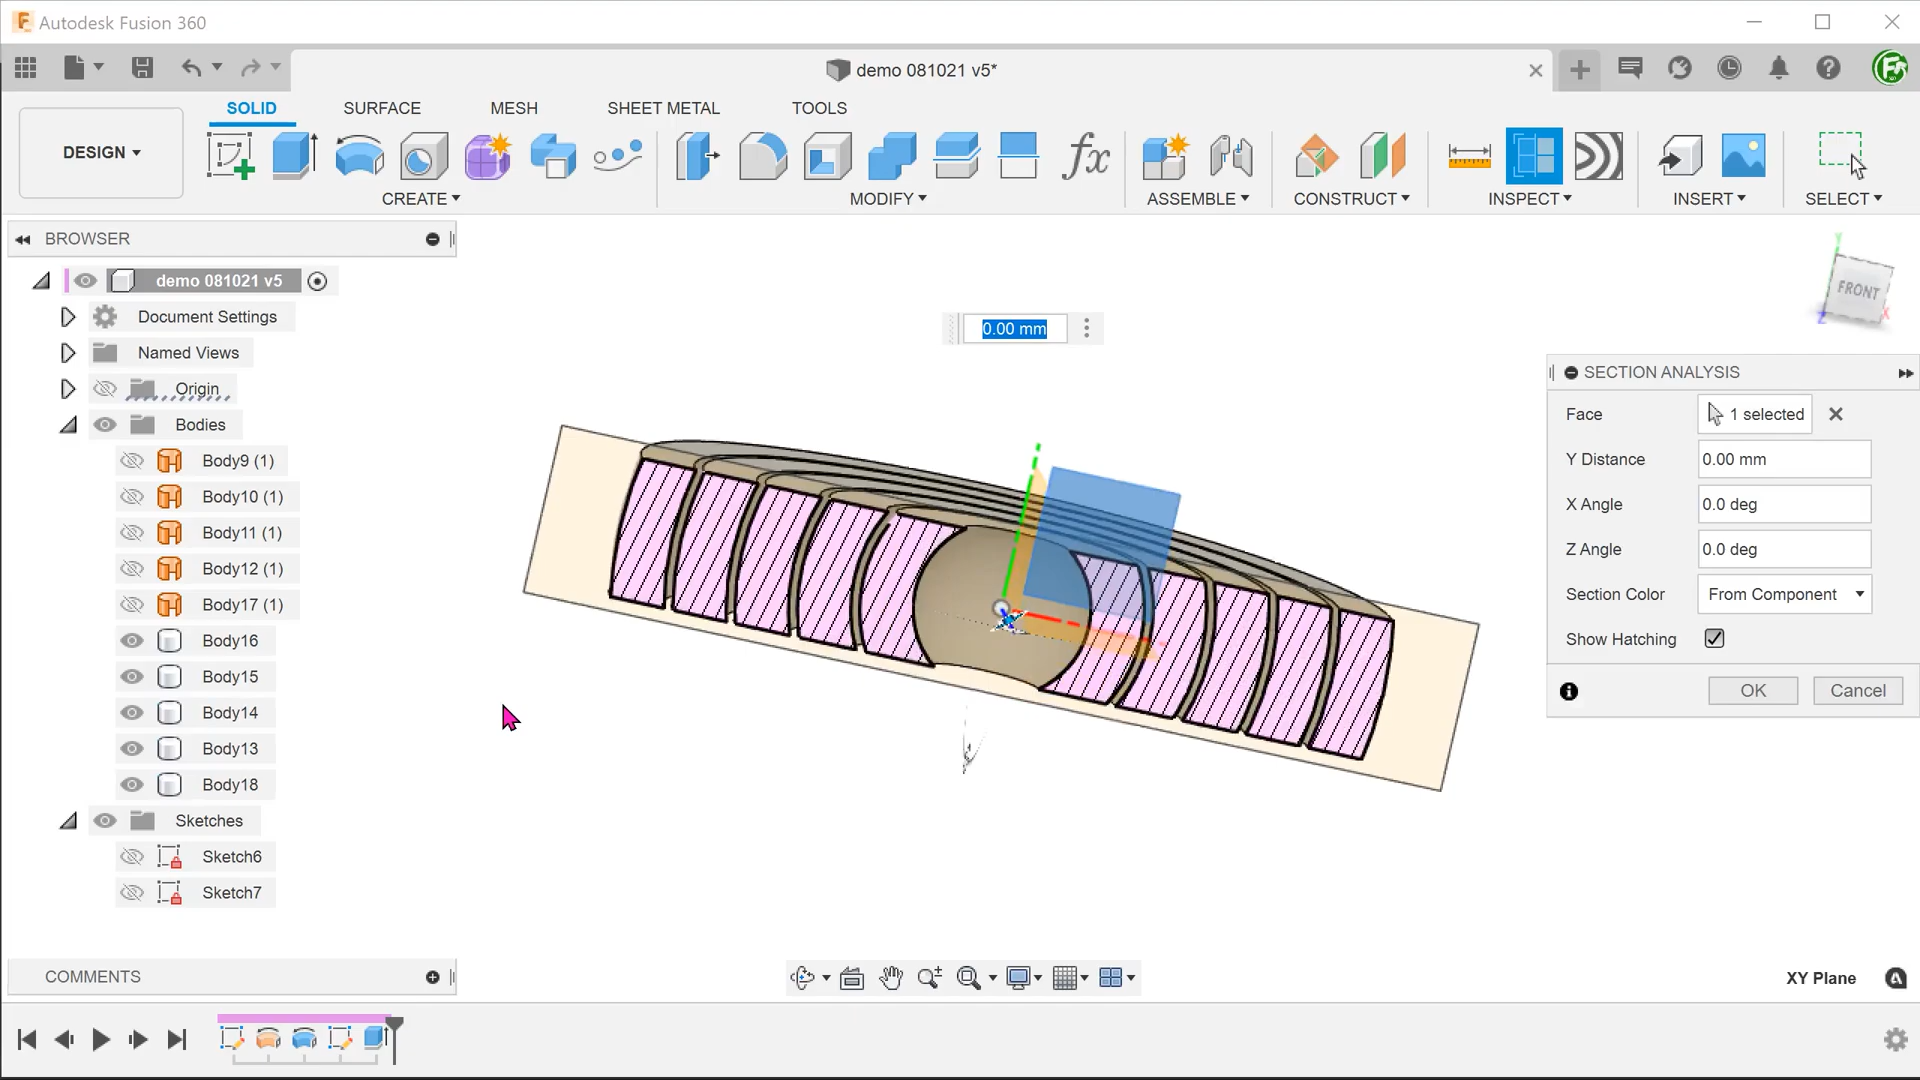 Autodesk Fusion 360
demo 081021 v5*
DESIGN
SOLID SURFACE MESH SHEET METAL TOOLS
fx
CREATE MODIFY ASSEMBLE CONSTRUCT INSPECT INSERT SELECT
BROWSER
demo 081021 v5
Document Settings
Named Views
Origin
Bodies
Body9 (1)
Body10 (1)
Body11 (1)
Body12 (1)
Body17 (1)
Body16
Body15
Body14
Body13
Body18
Sketches
Sketch6
Sketch7
COMMENTS
0.00 mm
Y
FRONT
Z
X
SECTION ANALYSIS
Face 1 selected
Y Distance 0.00 mm
X Angle 0.0 deg
Z Angle 0.0 deg
Section Color From Component
Show Hatching
OK Cancel
XY Plane